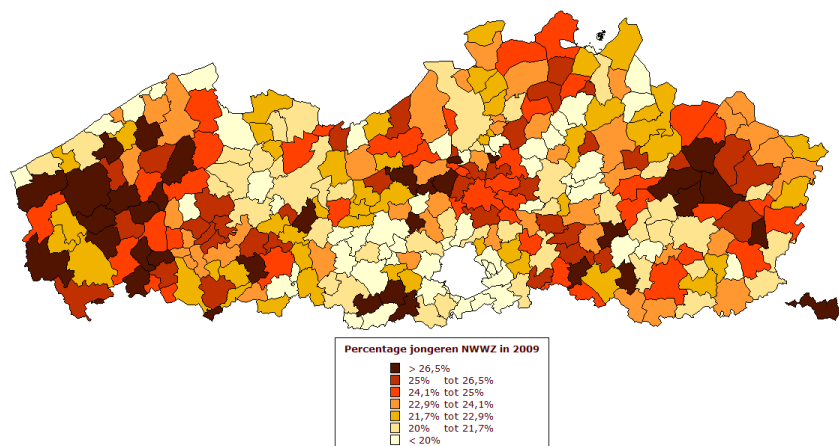 Percentage jongeren NWWZ in 2009
> 26,5%
25% tot 26,5%
24,1% tot 25%
22,9% tot 24,1%
21,7% tot 22,9%
20% tot 21,7%
< 20%